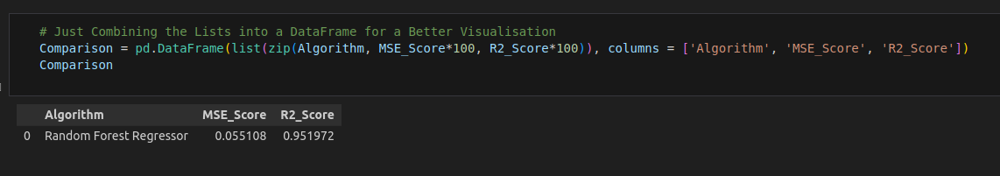 # Just Combining the Lists into a DataFrame for a Better Visualisation
Comparison = pd.DataFrame(list(zip(Algorithm, MSE_Score*100, R2_Score*100)), columns = ['Algorithm', 'MSE_Score', 'R2_Score'])
Comparison
Algorithm MSE_Score R2_Score
0 Random Forest Regressor 0.055108 0.951972